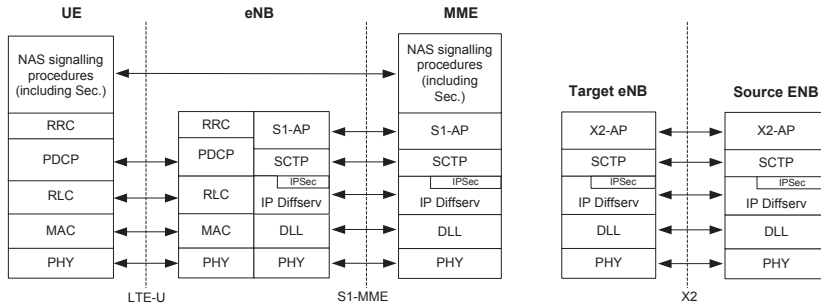 UE
eNB
MME
NAS signalling
procedures
(including Sec.)
NAS signalling
procedures
(including
Sec.)
Target eNB
Source ENB
RRC
RRC
S1-AP
S1-AP
X2-AP
X2-AP
PDCP
PDCP
SCTP
SCTP
SCTP
SCTP
IPSec
IPSec
IPSec
IPSec
RLC
RLC
IP Diffserv
IP Diffserv
IP Diffserv
IP Diffserv
MAC
MAC
DLL
DLL
DLL
DLL
PHY
PHY
PHY
PHY
PHY
PHY
LTE-U
S1-MME
X2